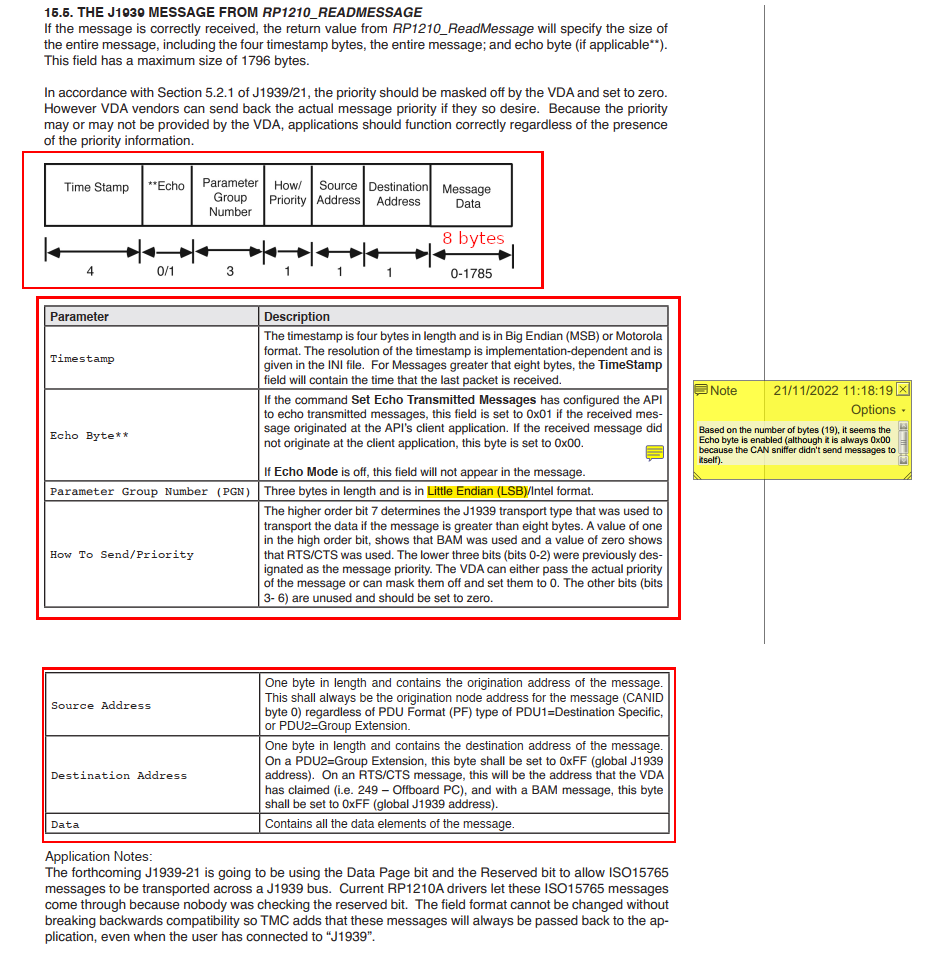 15.5. THE J1939 MESSAGE FROM RP1210_READMESSAGE
If the message is correctly received, the return value from RP1210_ReadMessage will specify the size of
the entire message, including the four timestamp bytes, the entire message; and echo byte (if applicable**).
This field has a maximum size of 1796 bytes.
In accordance with Section 5.2.1 of J1939/21, the priority should be masked off by the VDA and set to zero.
However VDA vendors can send back the actual message priority if they so desire. Because the priority
may or may not be provided by the VDA, applications should function correctly regardless of the presence
of the priority information.
Time Stamp
**Echo
Parameter
Group
Number
How/
Priority
Source
Address
Destination
Address
Message
Data
8 bytes
4
0/1
3
1
1
1
0-1785
Parameter
Description
Timestamp
The timestamp is four bytes in length and is in Big Endian (MSB) or Motorola
format. The resolution of the timestamp is implementation-dependent and is
given in the INI file. For Messages greater that eight bytes, the TimeStamp
field will contain the time that the last packet is received.
Echo Byte**
If the command Set Echo Transmitted Messages has configured the API
to echo transmitted messages, this field is set to 0x01 if the received mes-
sage originated at the API's client application. If the received message did
not originate at the client application, this byte is set to 0x00.
If Echo Mode is off, this field will not appear in the message.
Parameter Group Number (PGN)
Three bytes in length and is in Little Endian (LSB)/Intel format.
How To Send/Priority
The higher order bit 7 determines the J1939 transport type that was used to
transport the data if the message is greater than eight bytes. A value of one
in the high order bit, shows that BAM was used and a value of zero shows
that RTS/CTS was used. The lower three bits (bits 0-2) were previously des-
ignated as the message priority. The VDA can either pass the actual priority
of the message or can mask them off and set them to 0. The other bits (bits
3- 6) are unused and should be set to zero.
Note
21/11/2022 11:18:19
Options
Based on the number of bytes (19), it seems the
Echo byte is enabled (although it is always 0x00
because the CAN sniffer didn't send messages to
itself).
Source Address
One byte in length and contains the origination address of the message.
This shall always be the origination node address for the message (CANID
byte 0) regardless of PDU Format (PF) type of PDU1=Destination Specific,
or PDU2=Group Extension.
Destination Address
One byte in length and contains the destination address of the message.
On a PDU2=Group Extension, this byte shall be set to 0xFF (global J1939
address). On an RTS/CTS message, this will be the address that the VDA
has claimed (i.e. 249 – Offboard PC), and with a BAM message, this byte
shall be set to 0xFF (global J1939 address).
Data
Contains all the data elements of the message.
Application Notes:
The forthcoming J1939-21 is going to be using the Data Page bit and the Reserved bit to allow ISO15765
messages to be transported across a J1939 bus. Current RP1210A drivers let these ISO15765 messages
come through because nobody was checking the reserved bit. The field format cannot be changed without
breaking backwards compatibility so TMC adds that these messages will always be passed back to the ap-
plication, even when the user has connected to “J1939”.